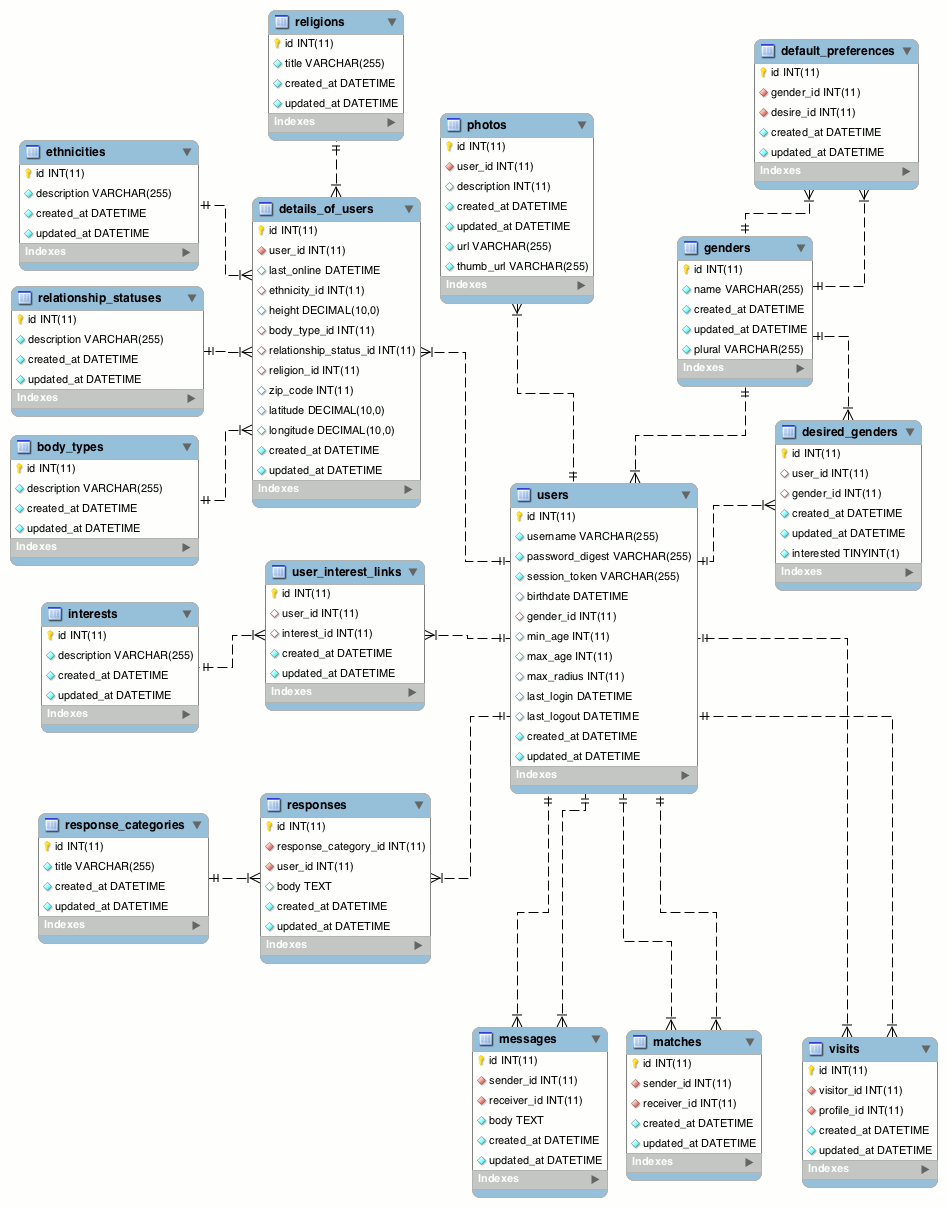 religions
id INT(11)
title VARCHAR(255)
created_at DATETIME
updated_at DATETIME
Indexes
default_preferences
id INT(11)
gender_id INT(11)
desire_id INT(11)
created_at DATETIME
updated_at DATETIME
Indexes
photos
id INT(11)
user_id INT(11)
description INT(11)
created_at DATETIME
updated_at DATETIME
url VARCHAR(255)
thumb_url VARCHAR(255)
Indexes
ethnicities
id INT(11)
description VARCHAR(255)
created_at DATETIME
updated_at DATETIME
Indexes
details_of_users
id INT(11)
user_id INT(11)
last_online DATETIME
ethnicity_id INT(11)
height DECIMAL(10,0)
body_type_id INT(11)
relationship_status_id INT(11)
religion_id INT(11)
zip_code INT(11)
latitude DECIMAL(10,0)
longitude DECIMAL(10,0)
created_at DATETIME
updated_at DATETIME
Indexes
genders
id INT(11)
name VARCHAR(255)
created_at DATETIME
updated_at DATETIME
plural VARCHAR(255)
Indexes
relationship_statuses
id INT(11)
description VARCHAR(255)
created_at DATETIME
updated_at DATETIME
Indexes
body_types
id INT(11)
description VARCHAR(255)
created_at DATETIME
updated_at DATETIME
Indexes
desired_genders
id INT(11)
user_id INT(11)
gender_id INT(11)
created_at DATETIME
updated_at DATETIME
interested TINYINT(1)
Indexes
users
id INT(11)
username VARCHAR(255)
password_digest VARCHAR(255)
session_token VARCHAR(255)
birthdate DATETIME
gender_id INT(11)
min_age INT(11)
max_age INT(11)
max_radius INT(11)
last_login DATETIME
last_logout DATETIME
created_at DATETIME
updated_at DATETIME
Indexes
user_interest_links
id INT(11)
user_id INT(11)
interest_id INT(11)
created_at DATETIME
updated_at DATETIME
Indexes
interests
id INT(11)
description VARCHAR(255)
created_at DATETIME
updated_at DATETIME
Indexes
responses
id INT(11)
response_category_id INT(11)
user_id INT(11)
body TEXT
created_at DATETIME
updated_at DATETIME
Indexes
response_categories
id INT(11)
title VARCHAR(255)
created_at DATETIME
updated_at DATETIME
Indexes
messages
id INT(11)
sender_id INT(11)
receiver_id INT(11)
body TEXT
created_at DATETIME
updated_at DATETIME
Indexes
matches
id INT(11)
sender_id INT(11)
receiver_id INT(11)
created_at DATETIME
updated_at DATETIME
Indexes
visits
id INT(11)
visitor_id INT(11)
profile_id INT(11)
created_at DATETIME
updated_at DATETIME
Indexes